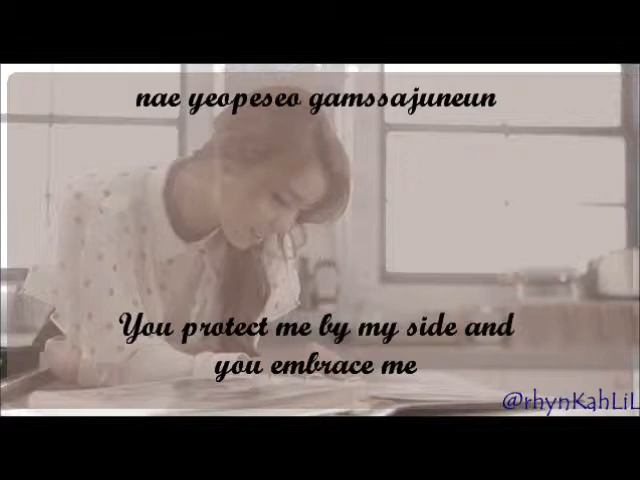 nae yeopeseo gamssajuneun
You protect me by my side and
you embrace me
@rhynKahLiL